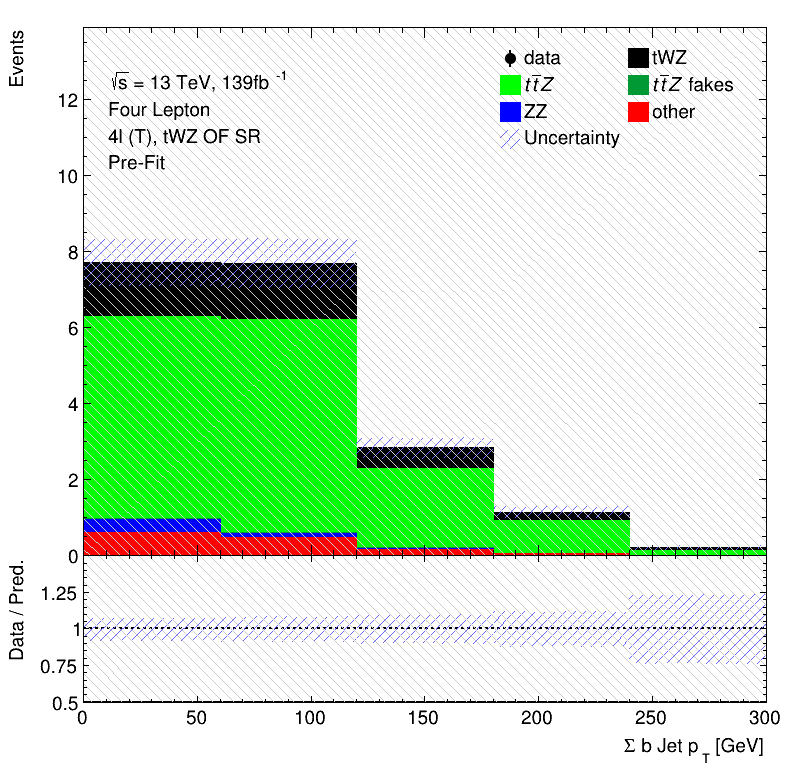 Events
√s = 13 TeV, 139fb⁻¹
Four Lepton
4l (T), tWZ OF SR
Pre-Fit
data
tWZ
tt̄Z
tt̄Z fakes
ZZ
other
Uncertainty
12
10
8
6
4
2
0
Data / Pred.
1.25
1
0.75
0.5
0 50 100 150 200 250 300
Σ b Jet p_T [GeV]